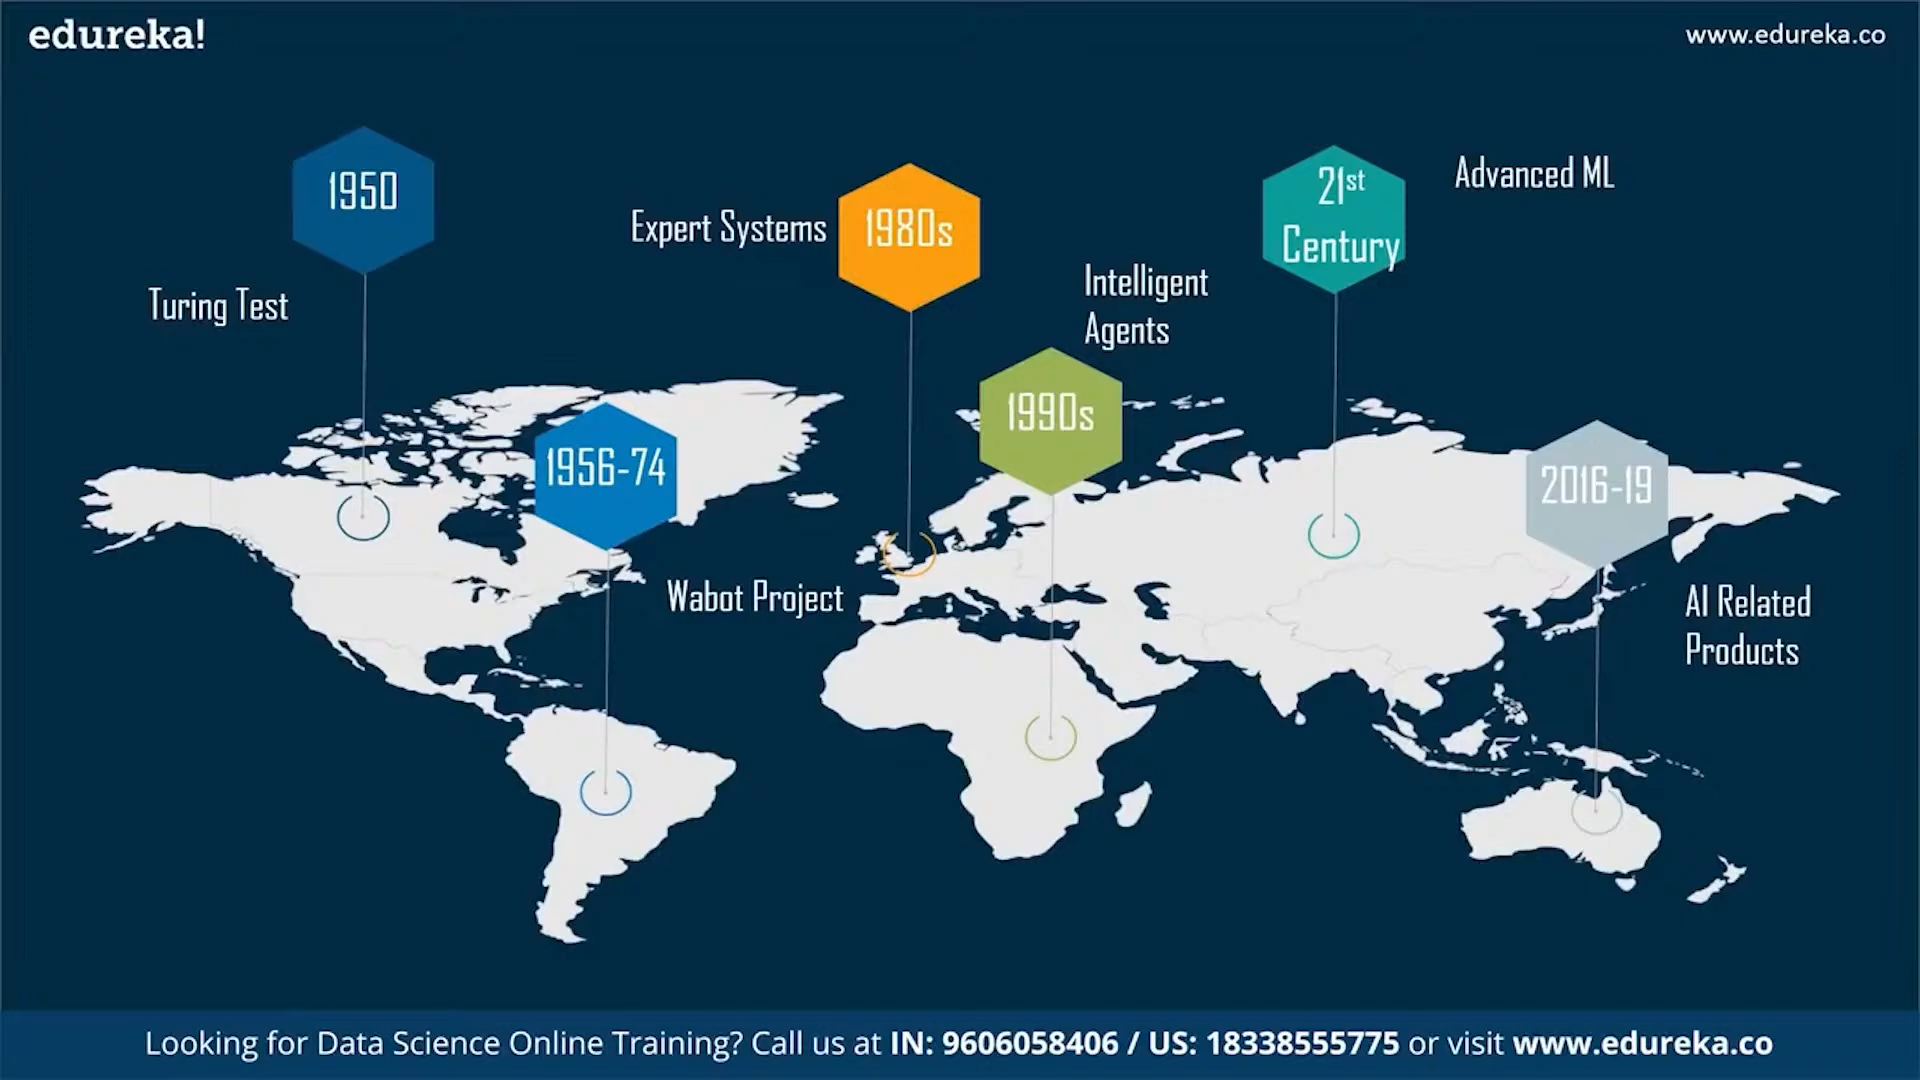 edureka!
www.edureka.co
1950
Turing Test
1956-74
Wabot Project
Expert Systems
1980s
Intelligent
Agents
1990s
21st
Century
Advanced ML
2016-19
AI Related
Products
Looking for Data Science Online Training? Call us at IN: 9606058406 / US: 18338555775 or visit www.edureka.co